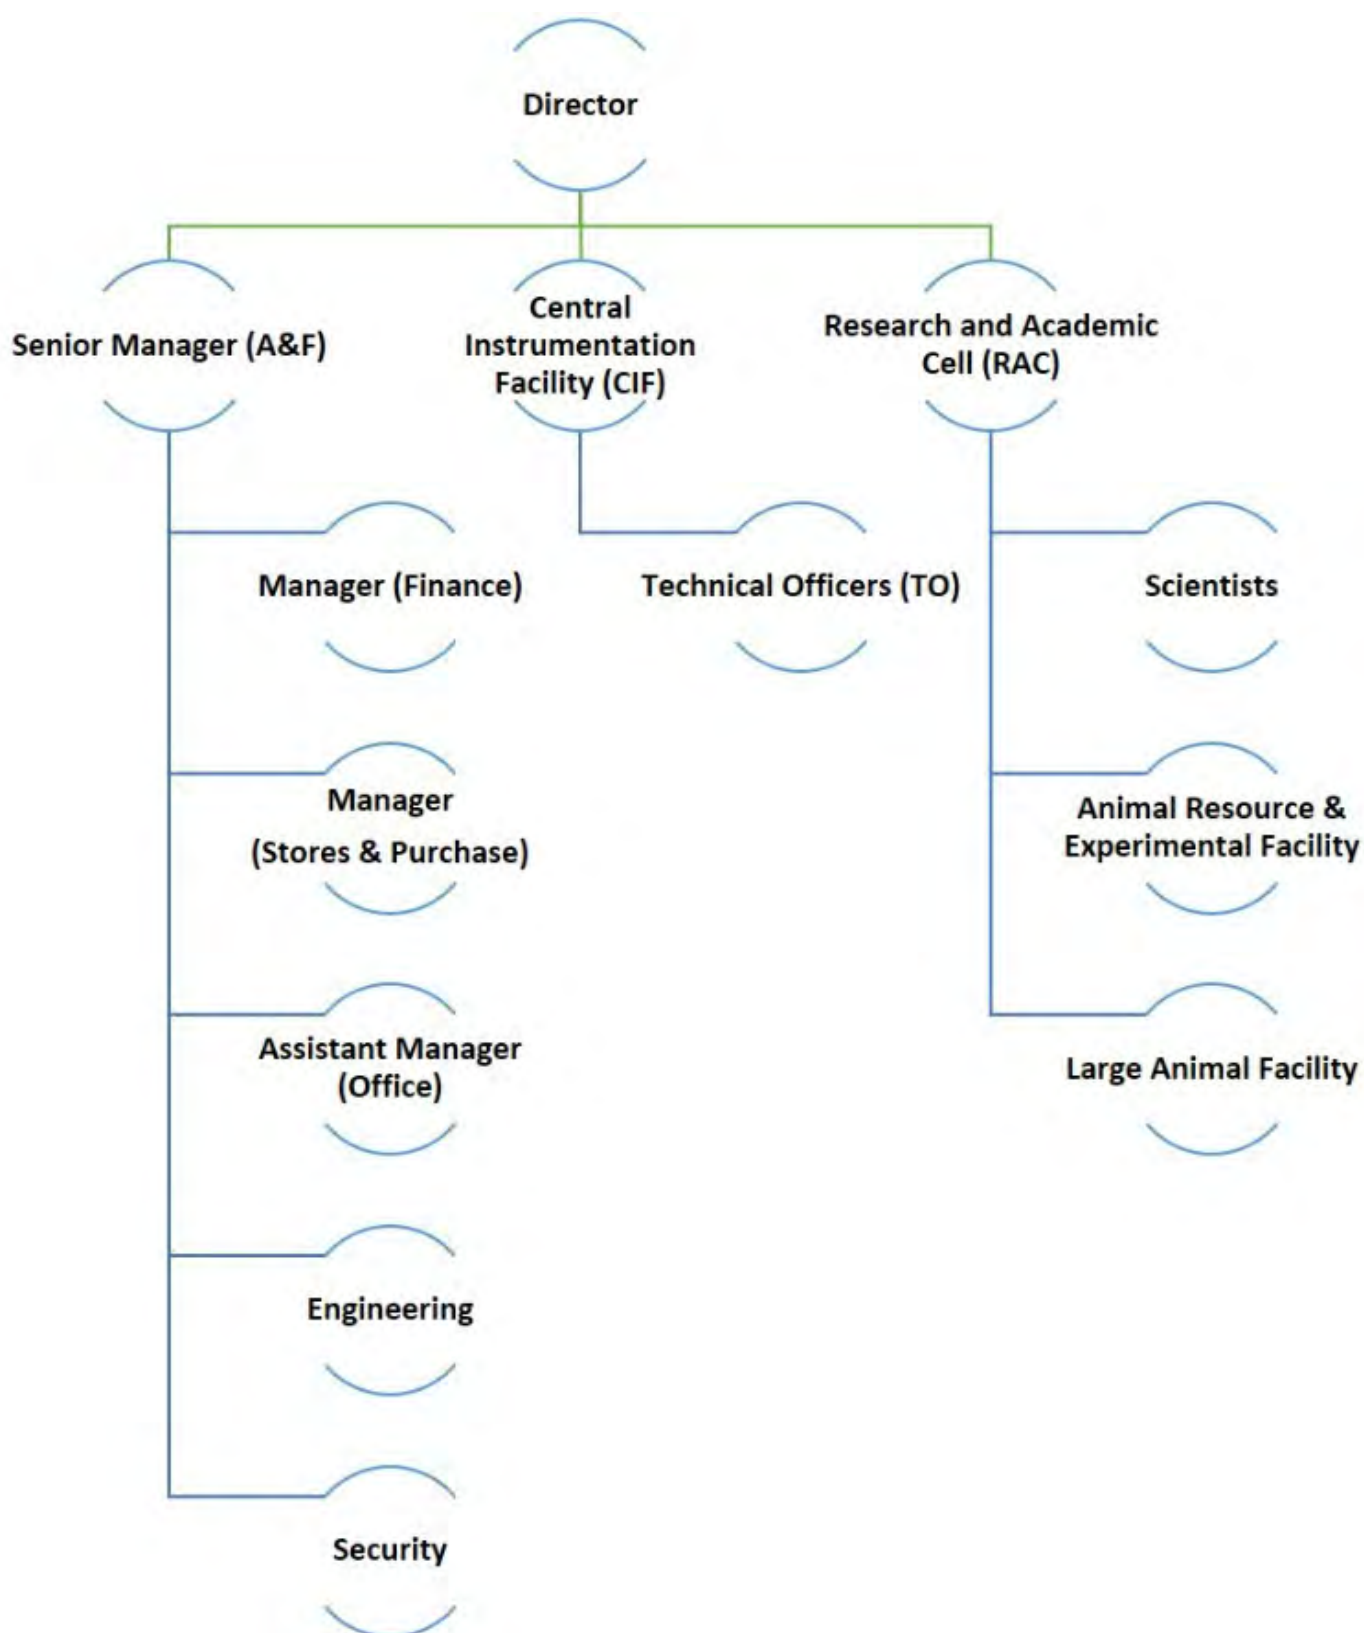 Director
Senior Manager (A&F)
Central
Instrumentation
Facility (CIF)
Research and Academic
Cell (RAC)
Manager (Finance)
Technical Officers (TO)
Scientists
Manager
(Stores & Purchase)
Animal Resource &
Experimental Facility
Assistant Manager
(Office)
Large Animal Facility
Engineering
Security